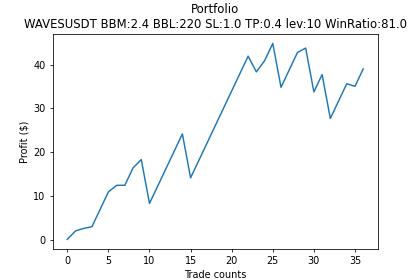 Portfolio
WAVESUSDT BBM:2.4 BBL:220 SL:1.0 TP:0.4 lev:10 WinRatio:81.0
40
30
20
10
0
Profit ($)
0 5 10 15 20 25 30 35
Trade counts